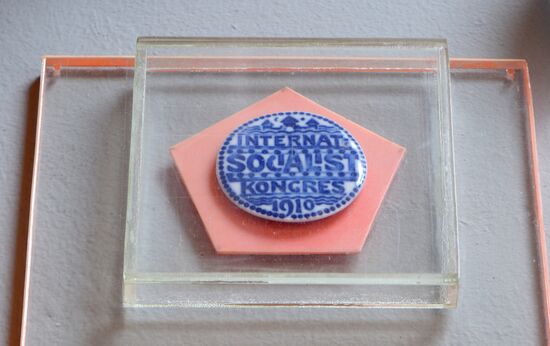 INTERNAT.
SOCIALIST
KONGRES
1910